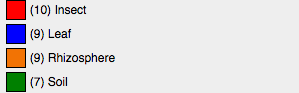 (10) Insect
(9) Leaf
(9) Rhizosphere
(7) Soil